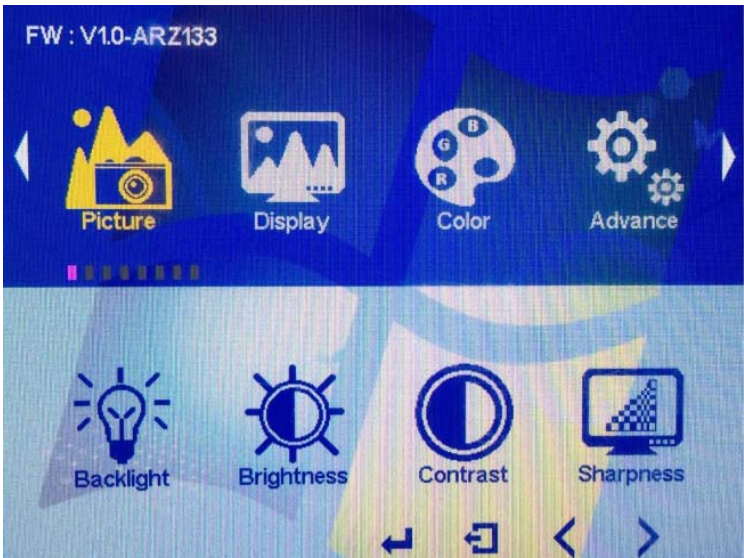 FW : V1.0-ARZ133
B
G
R
Picture Display Color Advance
Backlight Brightness Contrast Sharpness